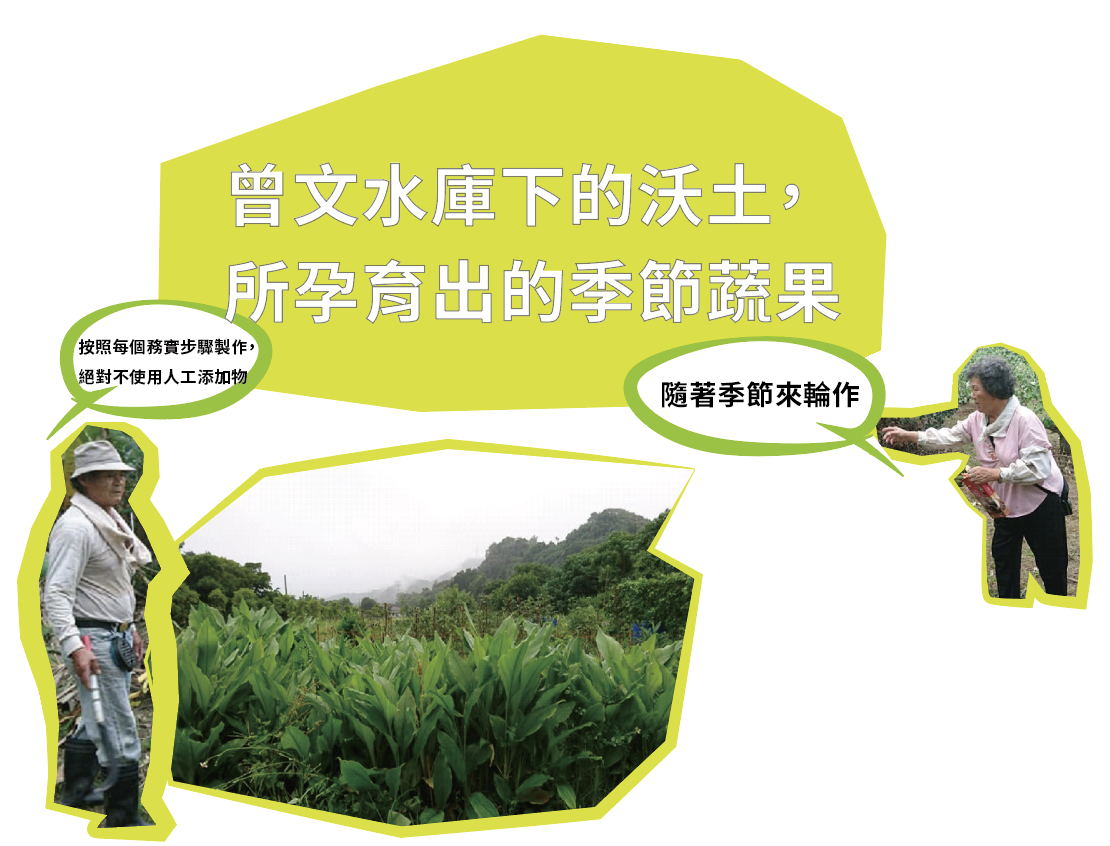 曾文水庫下的沃土，
所孕育出的季節蔬果
按照每個務實步驟製作，
絕對不使用人工添加物
隨著季節來輪作